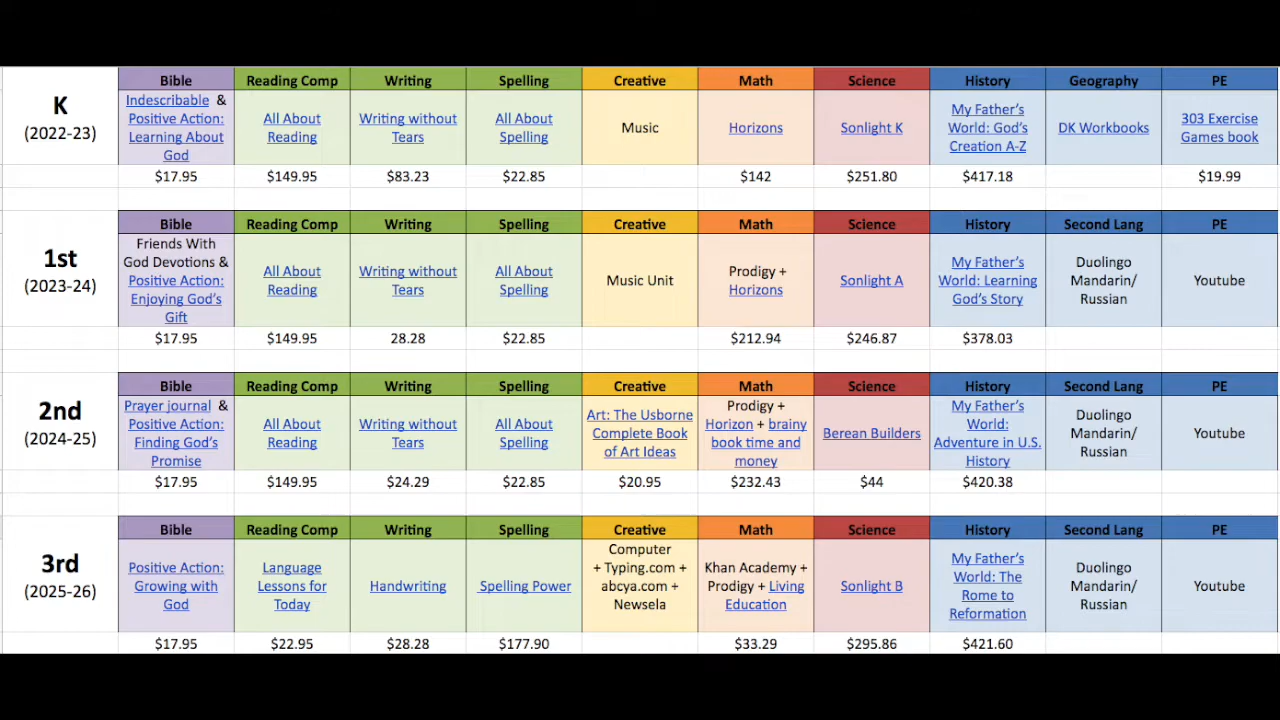 Bible Reading Comp Writing Spelling Creative Math Science History Geography PE
K
(2022-23)
Indescribable &
Positive Action:
Learning About
God
All About
Reading
Writing without
Tears
All About
Spelling
Music
Horizons
Sonlight K
My Father's
World: God's
Creation A-Z
DK Workbooks
303 Exercise
Games book
$17.95 $149.95 $83.23 $22.85 $142 $251.80 $417.18 $19.99
Bible Reading Comp Writing Spelling Creative Math Science History Second Lang PE
1st
(2023-24)
Friends With
God Devotions &
Positive Action:
Enjoying God's
Gift
All About
Reading
Writing without
Tears
All About
Spelling
Music Unit
Prodigy +
Horizons
Sonlight A
My Father's
World: Learning
God's Story
Duolingo
Mandarin/
Russian
Youtube
$17.95 $149.95 28.28 $22.85 $212.94 $246.87 $378.03
Bible Reading Comp Writing Spelling Creative Math Science History Second Lang PE
2nd
(2024-25)
Prayer journal &
Positive Action:
Finding God's
Promise
All About
Reading
Writing without
Tears
All About
Spelling
Art: The Usborne
Complete Book
of Art Ideas
Prodigy +
Horizon + brainy
book time and
money
Berean Builders
My Father's
World:
Adventure in U.S.
History
Duolingo
Mandarin/
Russian
Youtube
$17.95 $149.95 $24.29 $22.85 $20.95 $232.43 $44 $420.38
Bible Reading Comp Writing Spelling Creative Math Science History Second Lang PE
3rd
(2025-26)
Positive Action:
Growing with
God
Language
Lessons for
Today
Handwriting
Spelling Power
Computer
+ Typing.com +
abcya.com +
Newsela
Khan Academy +
Prodigy + Living
Education
Sonlight B
My Father's
World: The
Rome to
Reformation
Duolingo
Mandarin/
Russian
Youtube
$17.95 $22.95 $28.28 $177.90 $33.29 $295.86 $421.60